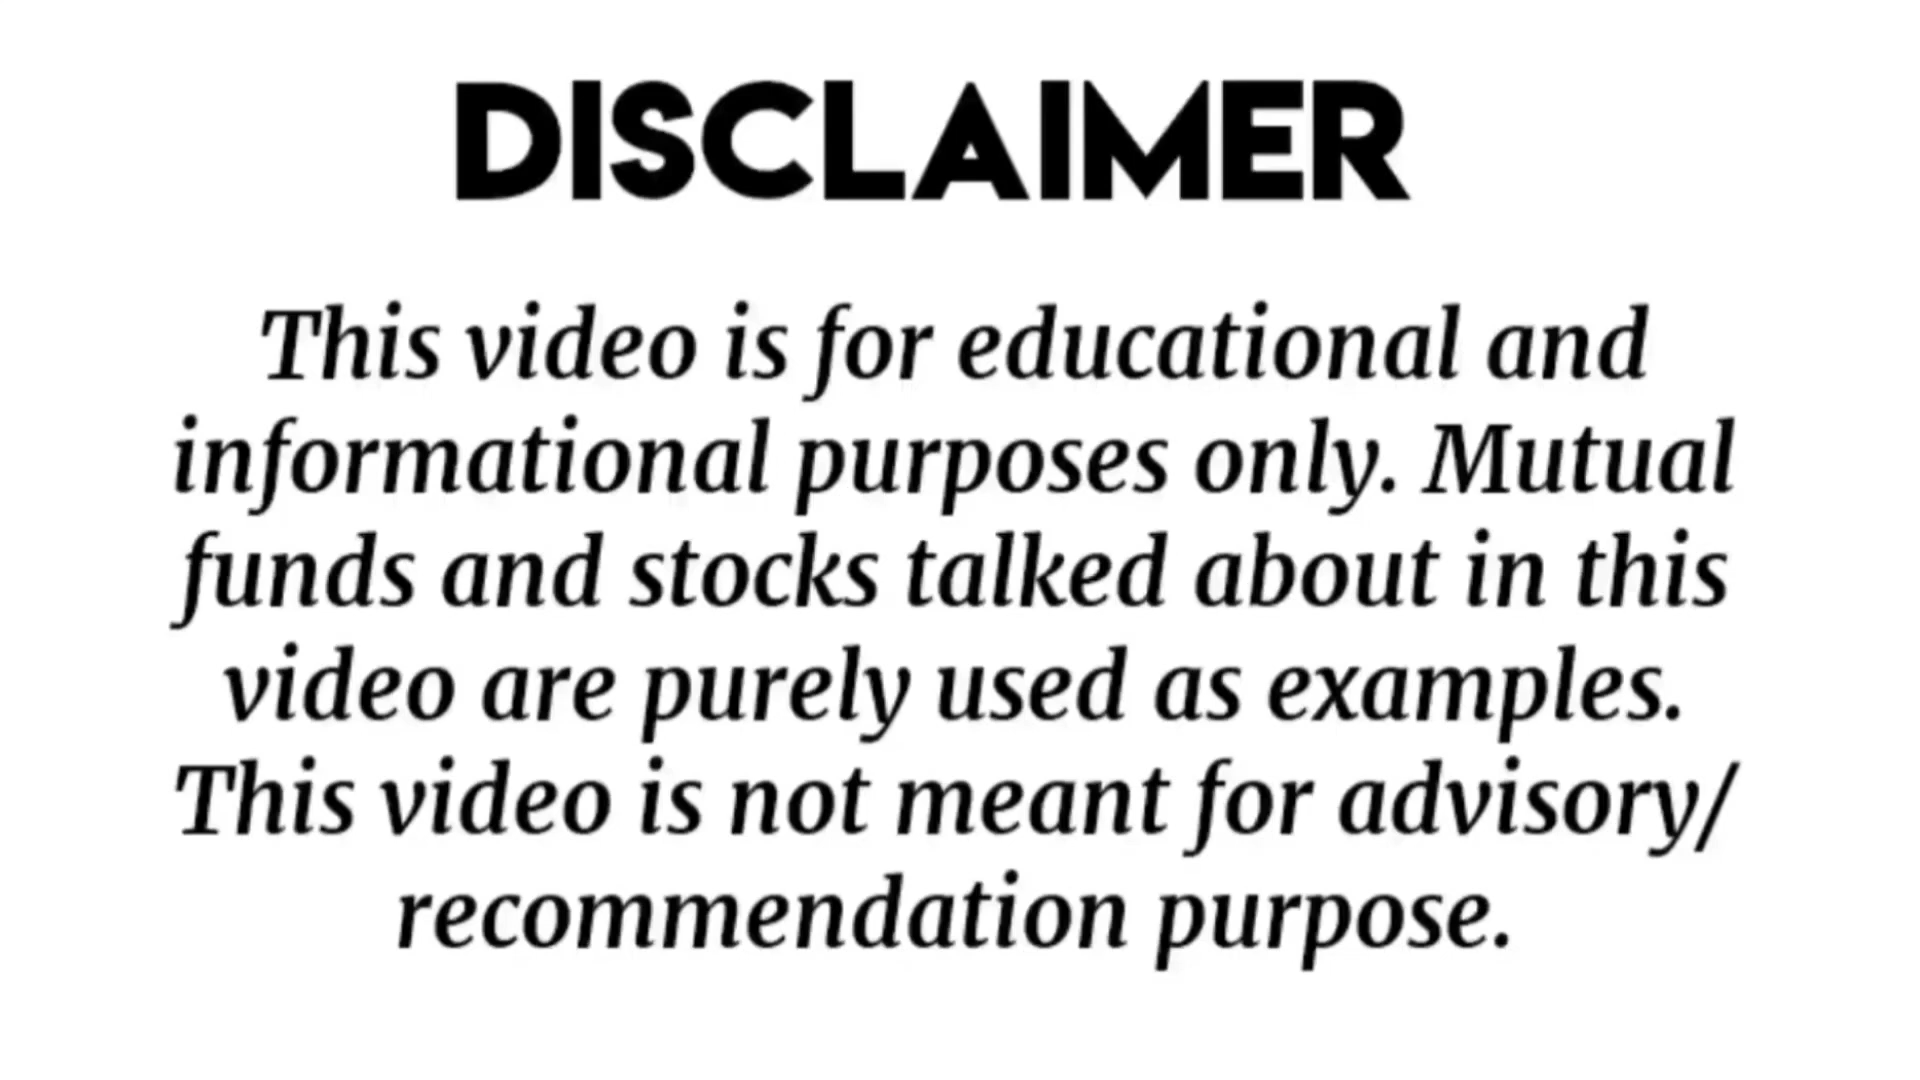 DISCLAIMER
This video is for educational and
informational purposes only. Mutual
funds and stocks talked about in this
video are purely used as examples.
This video is not meant for advisory/
recommendation purpose.